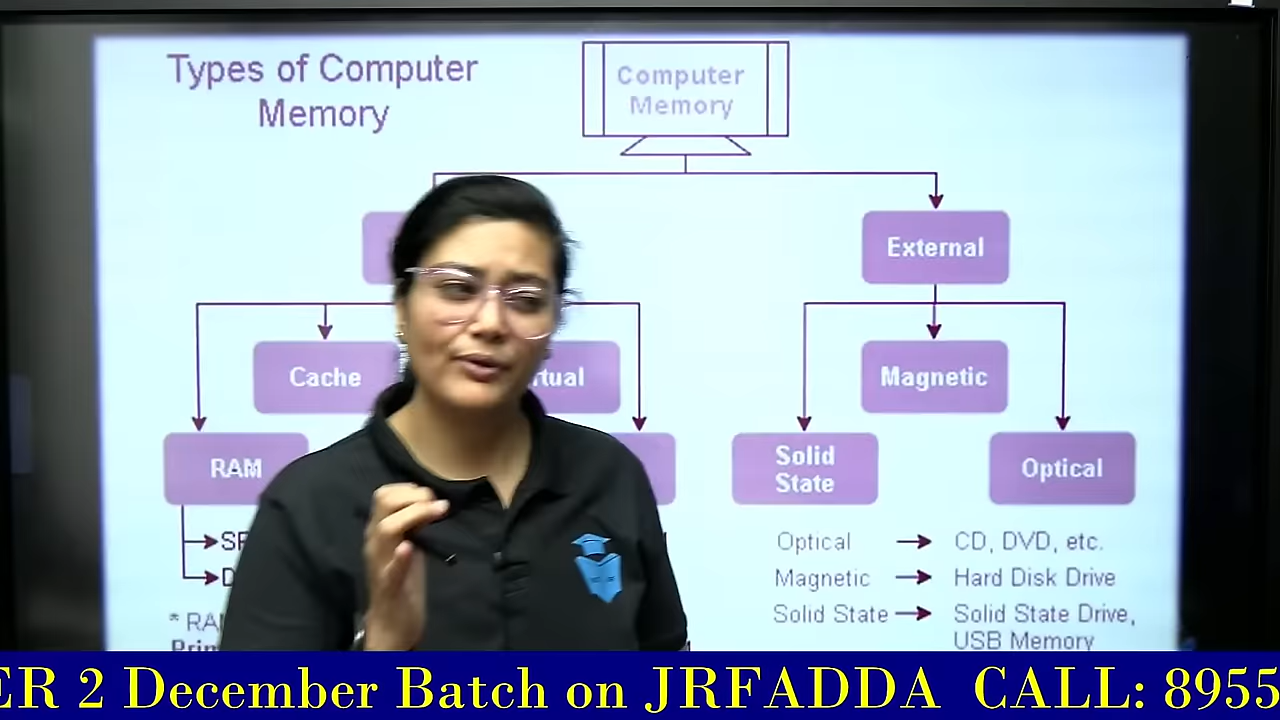 Types of Computer
Memory
Computer
Memory
External
Cache
Magnetic
RAM
Solid
State
Optical
Optical CD, DVD, etc.
Magnetic Hard Disk Drive
Solid State Solid State Drive,
USB Memory
2 December Batch on JRFADDA CALL: 8955